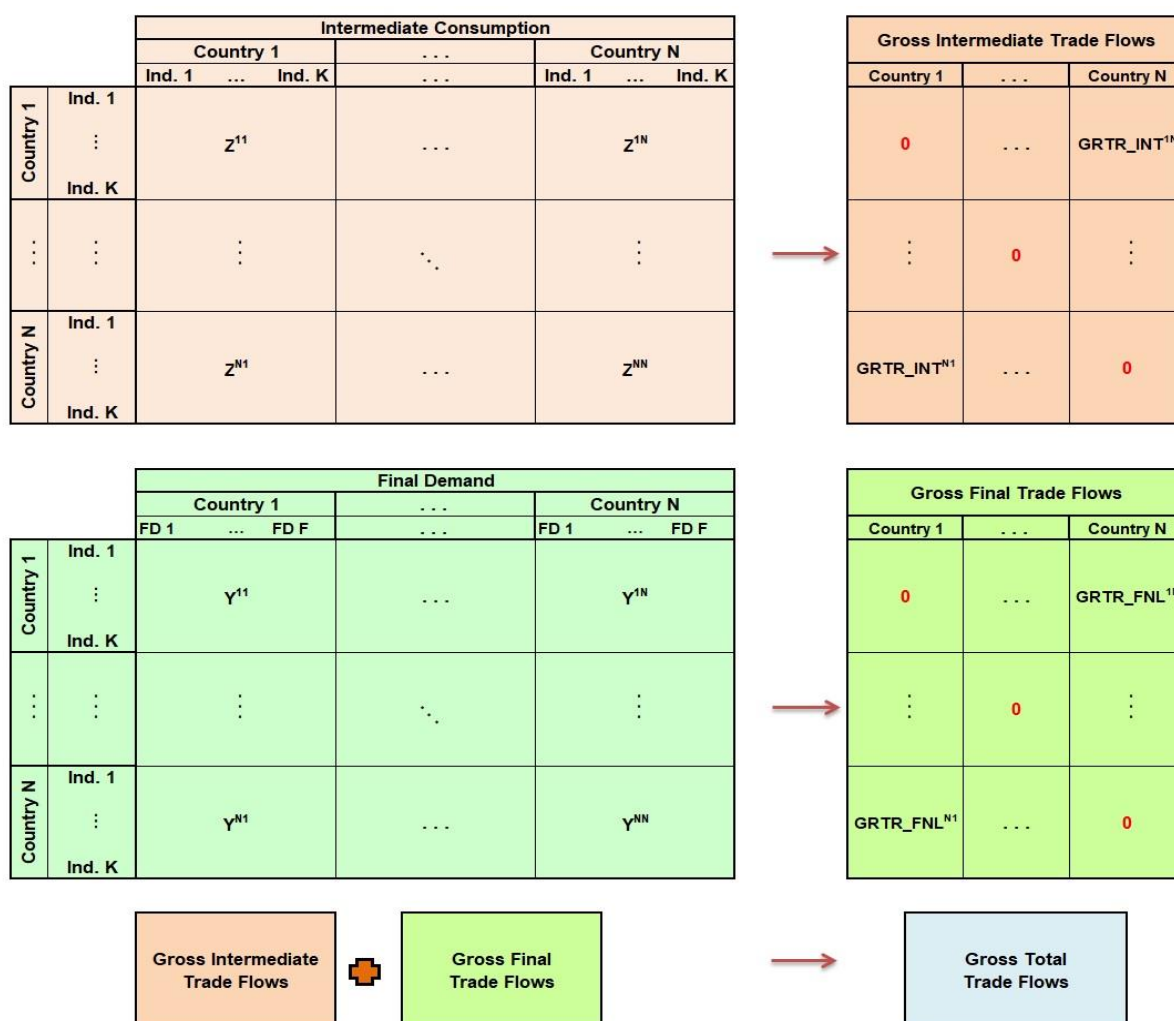 Intermediate Consumption
Country 1 . . . Country N
Ind. 1 ... Ind. K . . . Ind. 1 ... Ind. K
Gross Intermediate Trade Flows
Country 1 . . . Country N
Country 1
Ind. 1
⋮
Ind. K
Z¹¹ . . . Z¹ᴺ
0 . . . GRTR_INT¹ᴺ
⋮ ⋮ ⋮ ⋱ ⋮
⋮ 0 ⋮
Country N
Ind. 1
⋮
Ind. K
Zᴺ¹ . . . Zᴺᴺ
GRTR_INTᴺ¹ . . . 0
Final Demand
Country 1 . . . Country N
FD 1 ... FD F . . . FD 1 ... FD F
Gross Final Trade Flows
Country 1 . . . Country N
Country 1
Ind. 1
⋮
Ind. K
Y¹¹ . . . Y¹ᴺ
0 . . . GRTR_FNL¹ᴺ
⋮ ⋮ ⋮ ⋱ ⋮
⋮ 0 ⋮
Country N
Ind. 1
⋮
Ind. K
Yᴺ¹ . . . Yᴺᴺ
GRTR_FNLᴺ¹ . . . 0
Gross Intermediate
Trade Flows
Gross Final
Trade Flows
Gross Total
Trade Flows